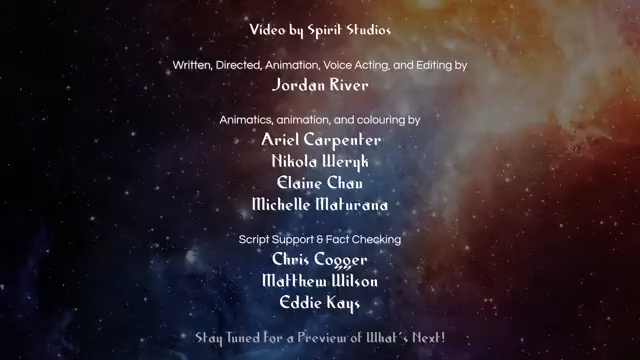 Video by Spirit Studios
Written, Directed, Animation, Voice Acting, and Editing by
Jordan River
Animatics, animation, and colouring by
Ariel Carpenter
Nikola Weryk
Elaine Chau
Michelle Maturana
Script Support & Fact Checking
Chris Cogger
Matthew Wilson
Eddie Kays
Stay Tuned for a Preview of What's Next!